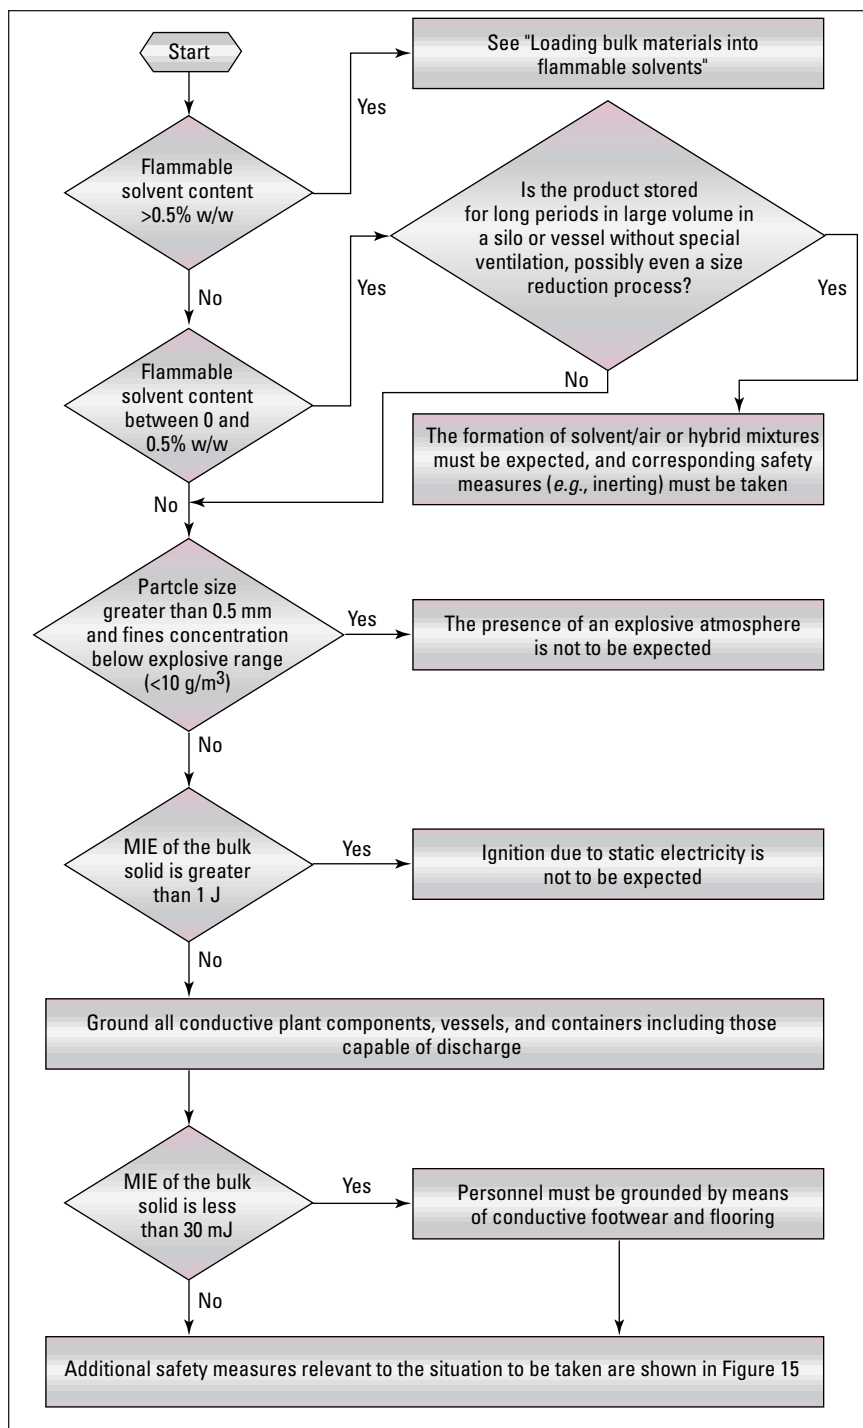 Start
See "Loading bulk materials into
flammable solvents"
Yes
Flammable
solvent content
>0.5% w/w
No
Is the product stored
for long periods in large volume in
a silo or vessel without special
ventilation, possibly even a size
reduction process?
Yes
Yes
No
Flammable
solvent content
between 0 and
0.5% w/w
No
The formation of solvent/air or hybrid mixtures
must be expected, and corresponding safety
measures (e.g., inerting) must be taken
Partcle size
greater than 0.5 mm
and fines concentration
below explosive range
(<10 g/m³)
Yes
The presence of an explosive atmosphere
is not to be expected
No
MIE of the bulk
solid is greater
than 1 J
Yes
Ignition due to static electricity is
not to be expected
No
Ground all conductive plant components, vessels, and containers including those
capable of discharge
MIE of the bulk
solid is less
than 30 mJ
Yes
Personnel must be grounded by means
of conductive footwear and flooring
No
Additional safety measures relevant to the situation to be taken are shown in Figure 15